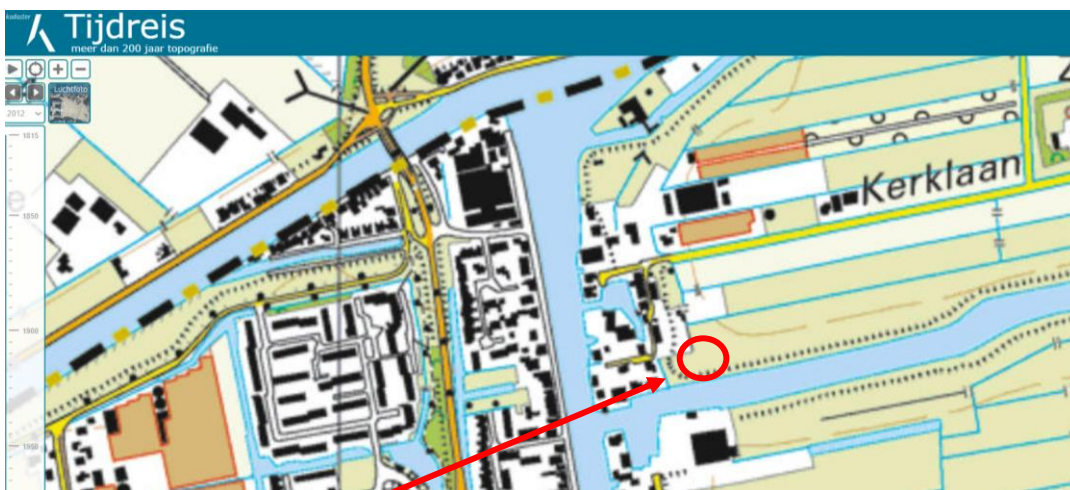 kadaster
Tijdreis
meer dan 200 jaar topografie
Luchtfoto
2012
1815
1850
1900
1950
Kerklaan
e